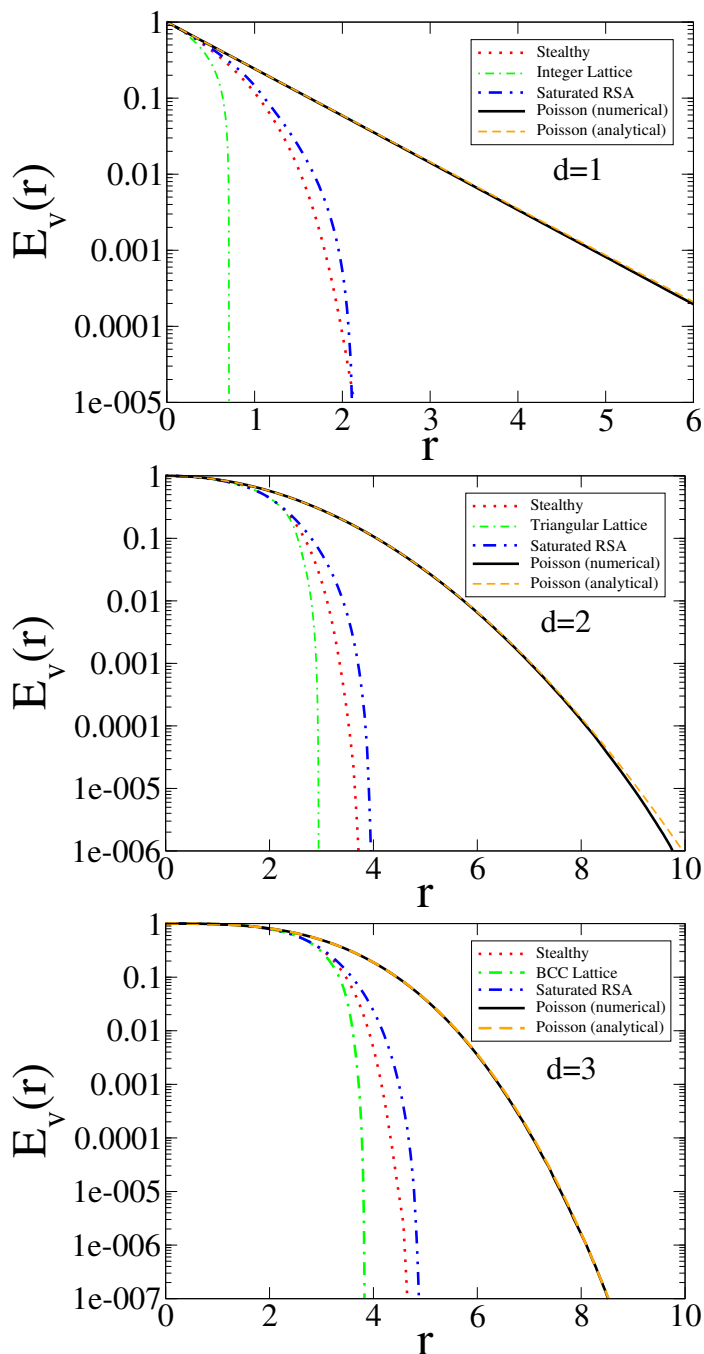 1
0.1
0.01
0.001
0.0001
1e-005
E_v(r)
Stealthy
Integer Lattice
Saturated RSA
Poisson (numerical)
Poisson (analytical)
d=1
0 1 2 3 4 5 6
r
1
0.1
0.01
0.001
0.0001
1e-005
1e-006
E_v(r)
Stealthy
Triangular Lattice
Saturated RSA
Poisson (numerical)
Poisson (analytical)
d=2
0 2 4 6 8 10
r
1
0.1
0.01
0.001
0.0001
1e-005
1e-006
1e-007
E_v(r)
Stealthy
BCC Lattice
Saturated RSA
Poisson (numerical)
Poisson (analytical)
d=3
0 2 4 6 8 10
r